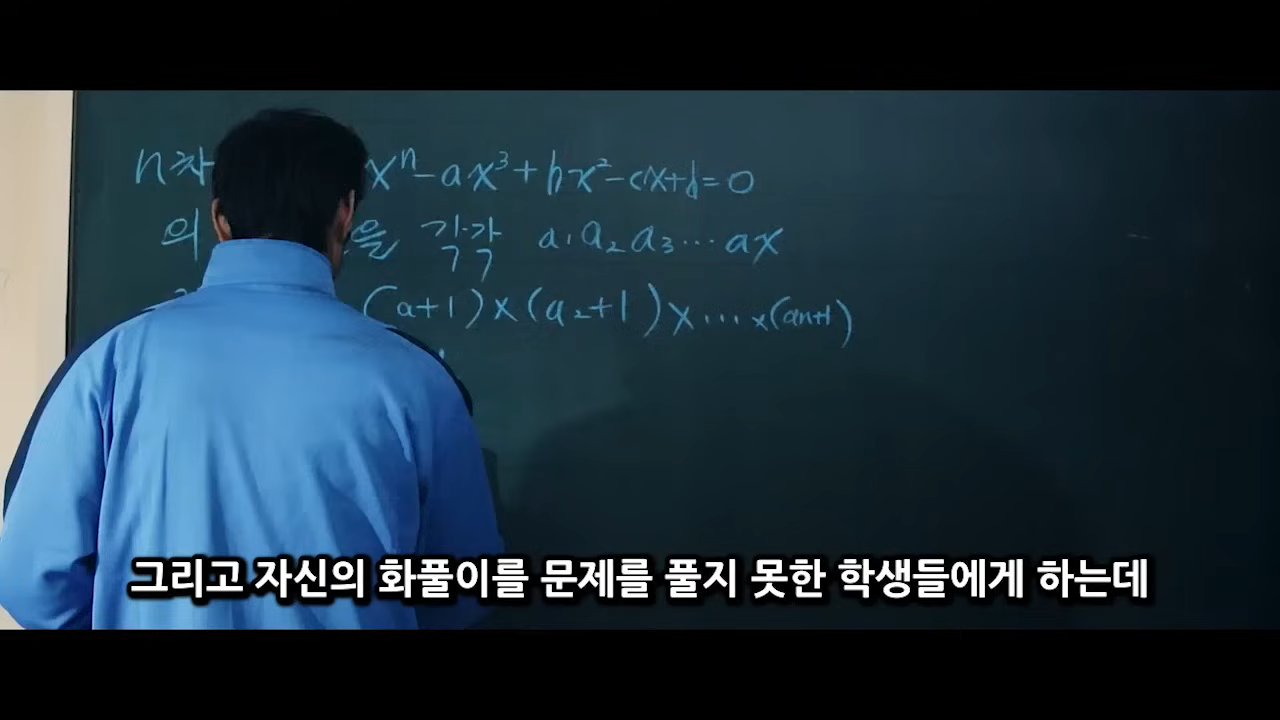 n차 xⁿ-ax³+bx²-cx+d=0
의 을 각각 a₁a₂a₃…ax
(a+1)×(a₂+1)×…×(an+1)
그리고 자신의 화풀이를 문제를 풀지 못한 학생들에게 하는데